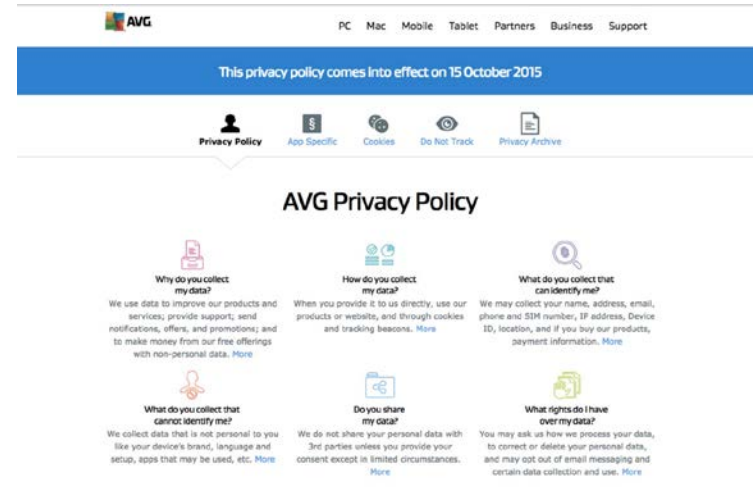 AVG
PC Mac Mobile Tablet Partners Business Support
This privacy policy comes into effect on 15 October 2015
Privacy Policy App Specific Cookies Do Not Track Privacy Archive
AVG Privacy Policy
Why do you collect
my data?
We use data to improve our products and
services; provide support; send
notifications, offers, and promotions; and
to make money from our free offerings
with non-personal data. More
How do you collect
my data?
When you provide it to us directly, use our
products or website, and through cookies
and tracking beacons. More
What do you collect that
can identify me?
We may collect your name, address, email,
phone and SIM number, IP address, Device
ID, location, and if you buy our products,
payment information. More
What do you collect that
cannot identify me?
We collect data that is not personal to you
like your device's brand, language and
setup, apps that may be used, etc. More
Do you share
my data?
We do not share your personal data with
3rd parties unless you provide your
consent except in limited circumstances.
More
What rights do I have
over my data?
You may ask us how we process your data,
to correct or delete your personal data,
and may opt out of email messaging and
certain data collection and use. More